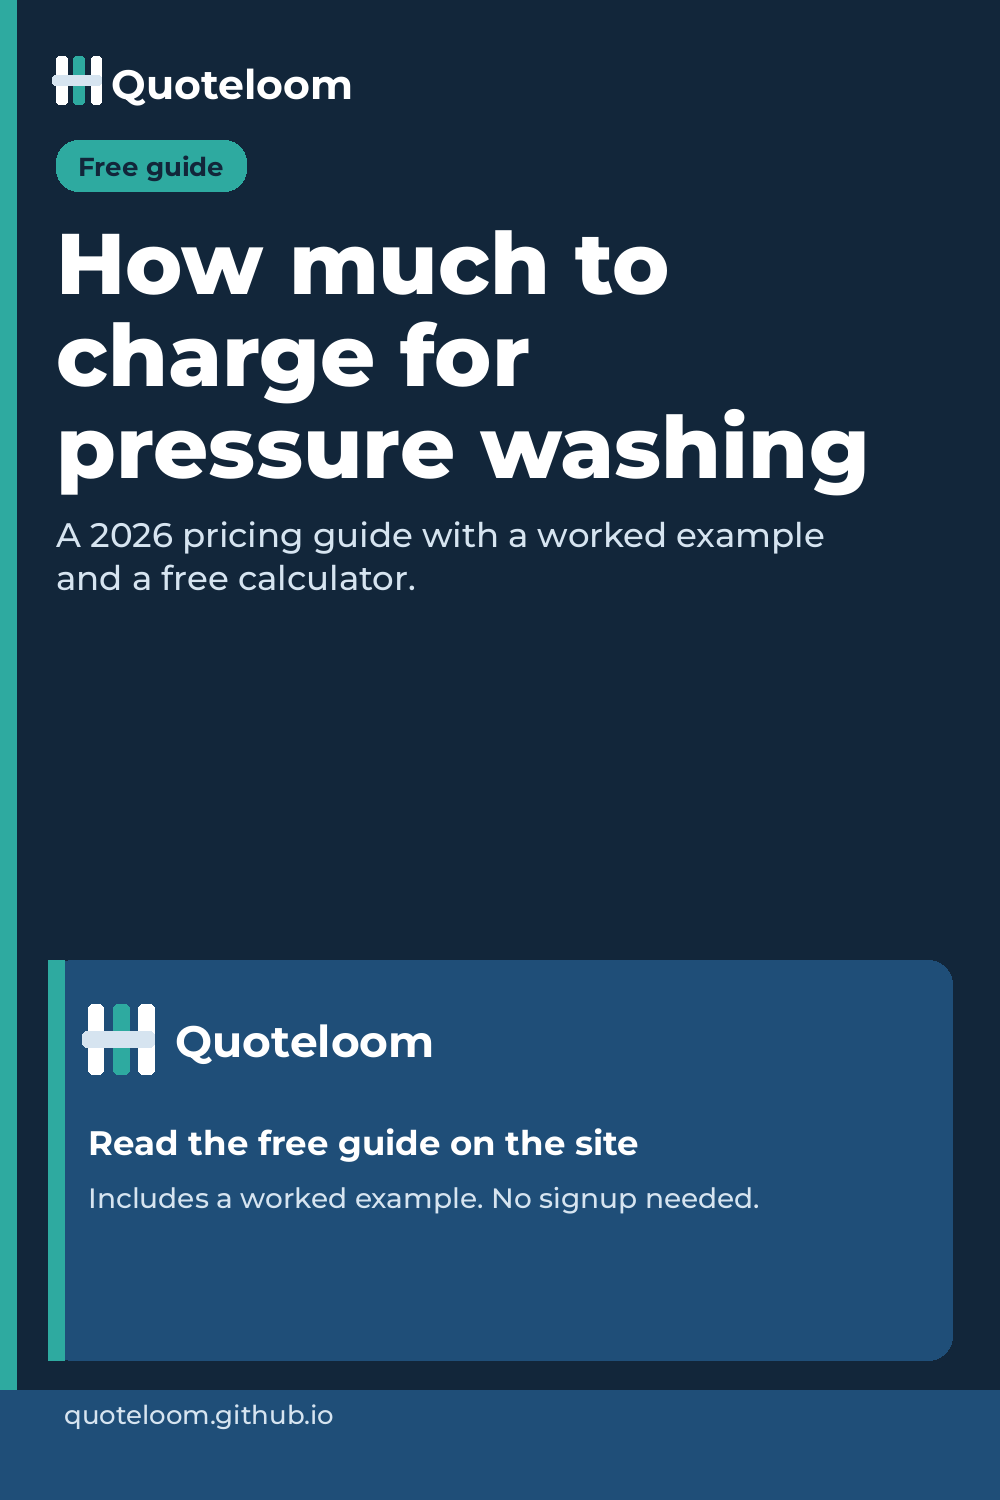 Quoteloom
Free guide
How much to
charge for
pressure washing
A 2026 pricing guide with a worked example
and a free calculator.
Quoteloom
Read the free guide on the site
Includes a worked example. No signup needed.
quoteloom.github.io